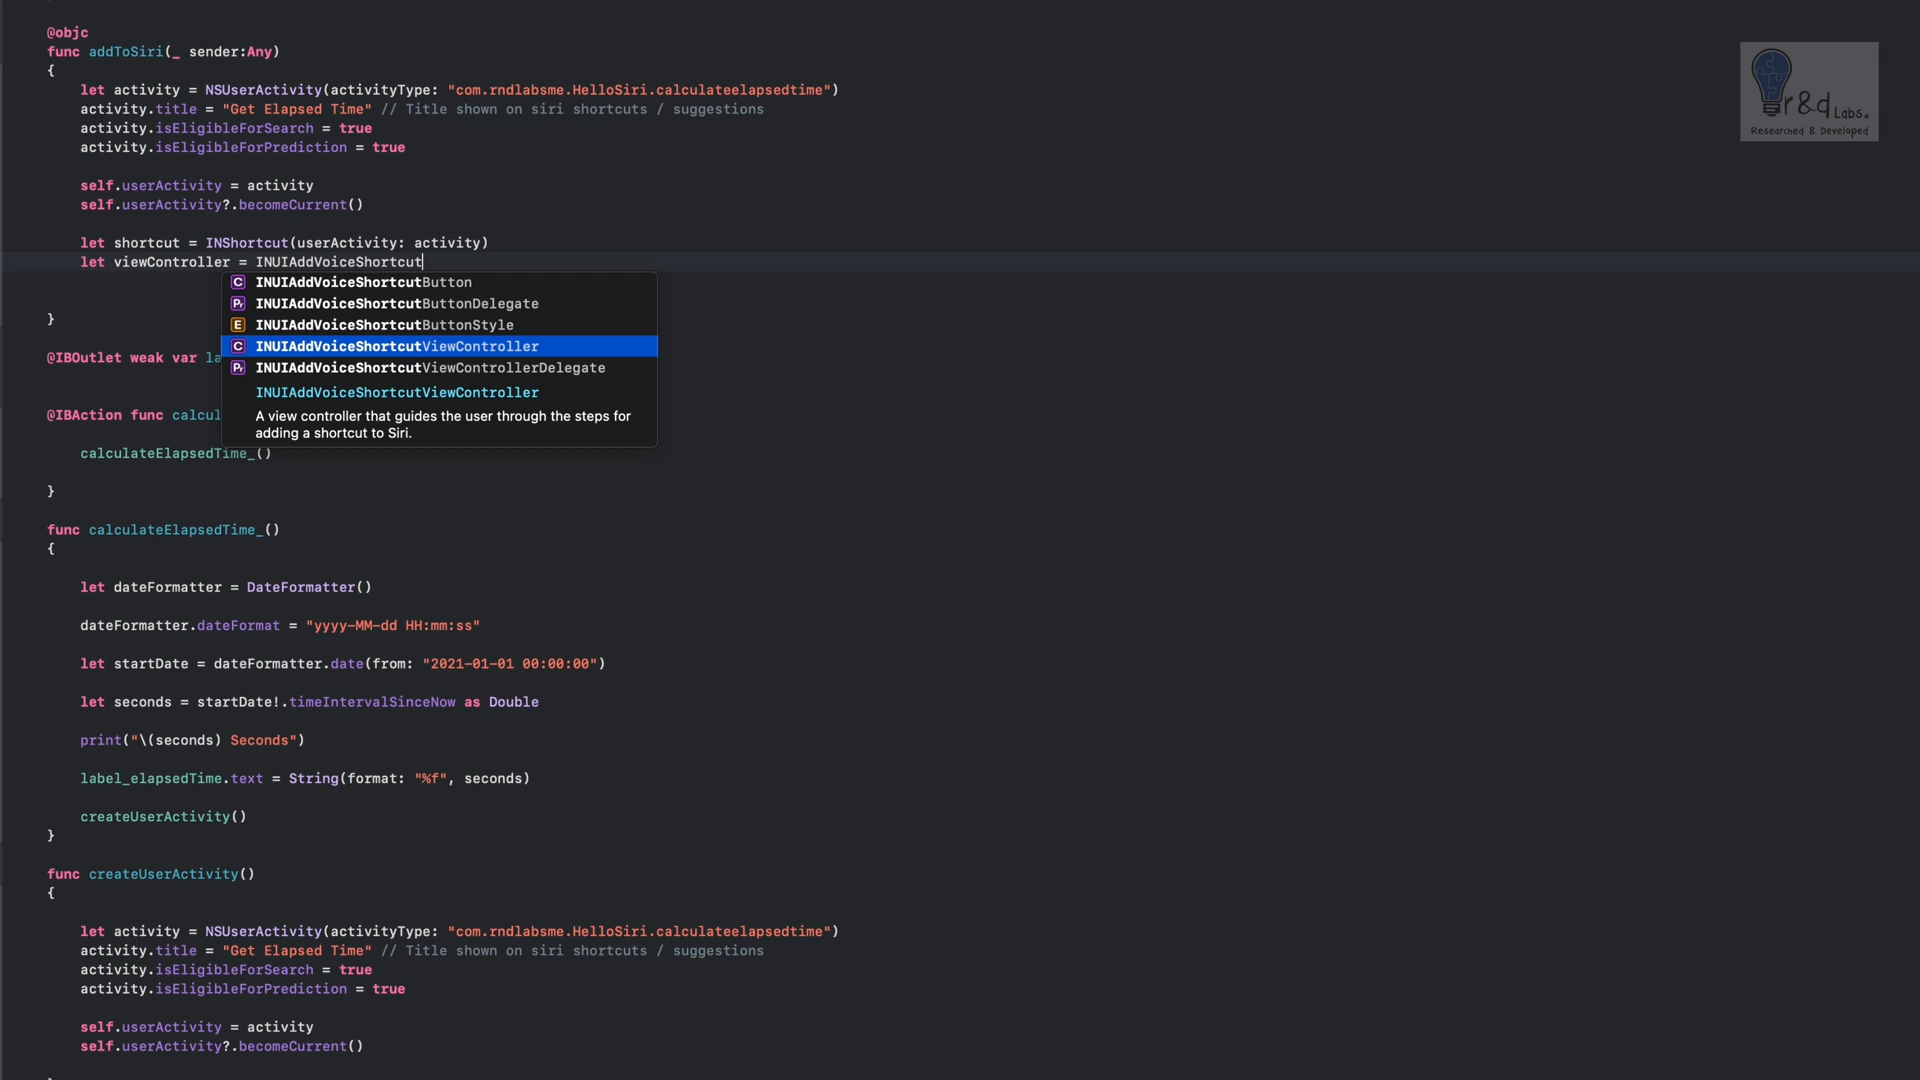 @objc
func addToSiri(_ sender:Any)
{
let activity = NSUserActivity(activityType: "com.rndlabsme.HelloSiri.calculateelapsedtime")
activity.title = "Get Elapsed Time" // Title shown on siri shortcuts / suggestions
activity.isEligibleForSearch = true
activity.isEligibleForPrediction = true
self.userActivity = activity
self.userActivity?.becomeCurrent()
let shortcut = INShortcut(userActivity: activity)
let viewController = INUIAddVoiceShortcut
C INUIAddVoiceShortcutButton
Pr INUIAddVoiceShortcutButtonDelegate
E INUIAddVoiceShortcutButtonStyle
C INUIAddVoiceShortcutViewController
Pr INUIAddVoiceShortcutViewControllerDelegate
INUIAddVoiceShortcutViewController
A view controller that guides the user through the steps for
adding a shortcut to Siri.
}
@IBOutlet weak var la
@IBAction func calcul
calculateElapsedTime_()
}
func calculateElapsedTime_()
{
let dateFormatter = DateFormatter()
dateFormatter.dateFormat = "yyyy-MM-dd HH:mm:ss"
let startDate = dateFormatter.date(from: "2021-01-01 00:00:00")
let seconds = startDate!.timeIntervalSinceNow as Double
print("\(seconds) Seconds")
label_elapsedTime.text = String(format: "%f", seconds)
createUserActivity()
}
func createUserActivity()
{
let activity = NSUserActivity(activityType: "com.rndlabsme.HelloSiri.calculateelapsedtime")
activity.title = "Get Elapsed Time" // Title shown on siri shortcuts / suggestions
activity.isEligibleForSearch = true
activity.isEligibleForPrediction = true
self.userActivity = activity
self.userActivity?.becomeCurrent()
r&d Labs.
Researched & Developed